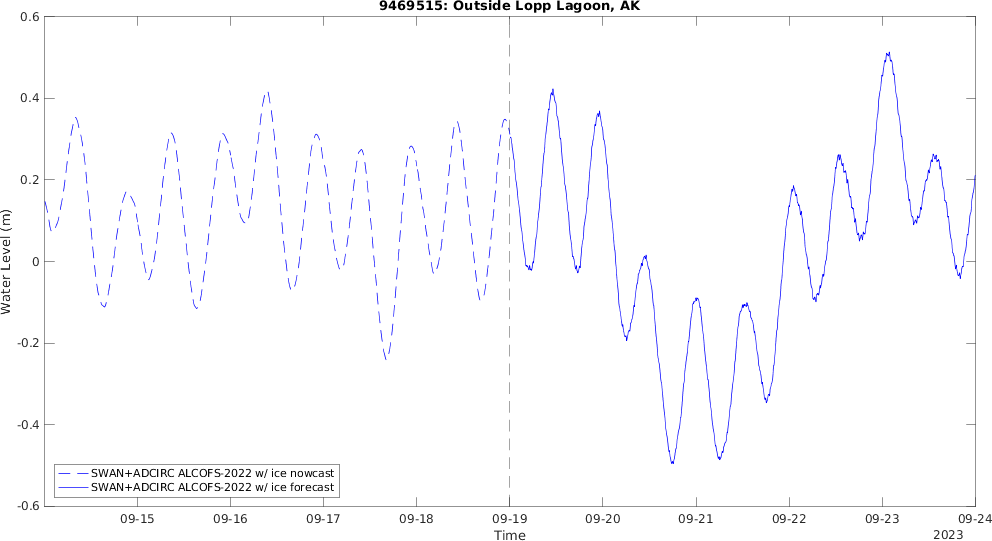 9469515: Outside Lopp Lagoon, AK
0.6
0.4
0.2
0
-0.2
-0.4
-0.6
Water Level (m)
SWAN+ADCIRC ALCOFS-2022 w/ ice nowcast
SWAN+ADCIRC ALCOFS-2022 w/ ice forecast
09-15 09-16 09-17 09-18 09-19 09-20 09-21 09-22 09-23 09-24
Time
2023